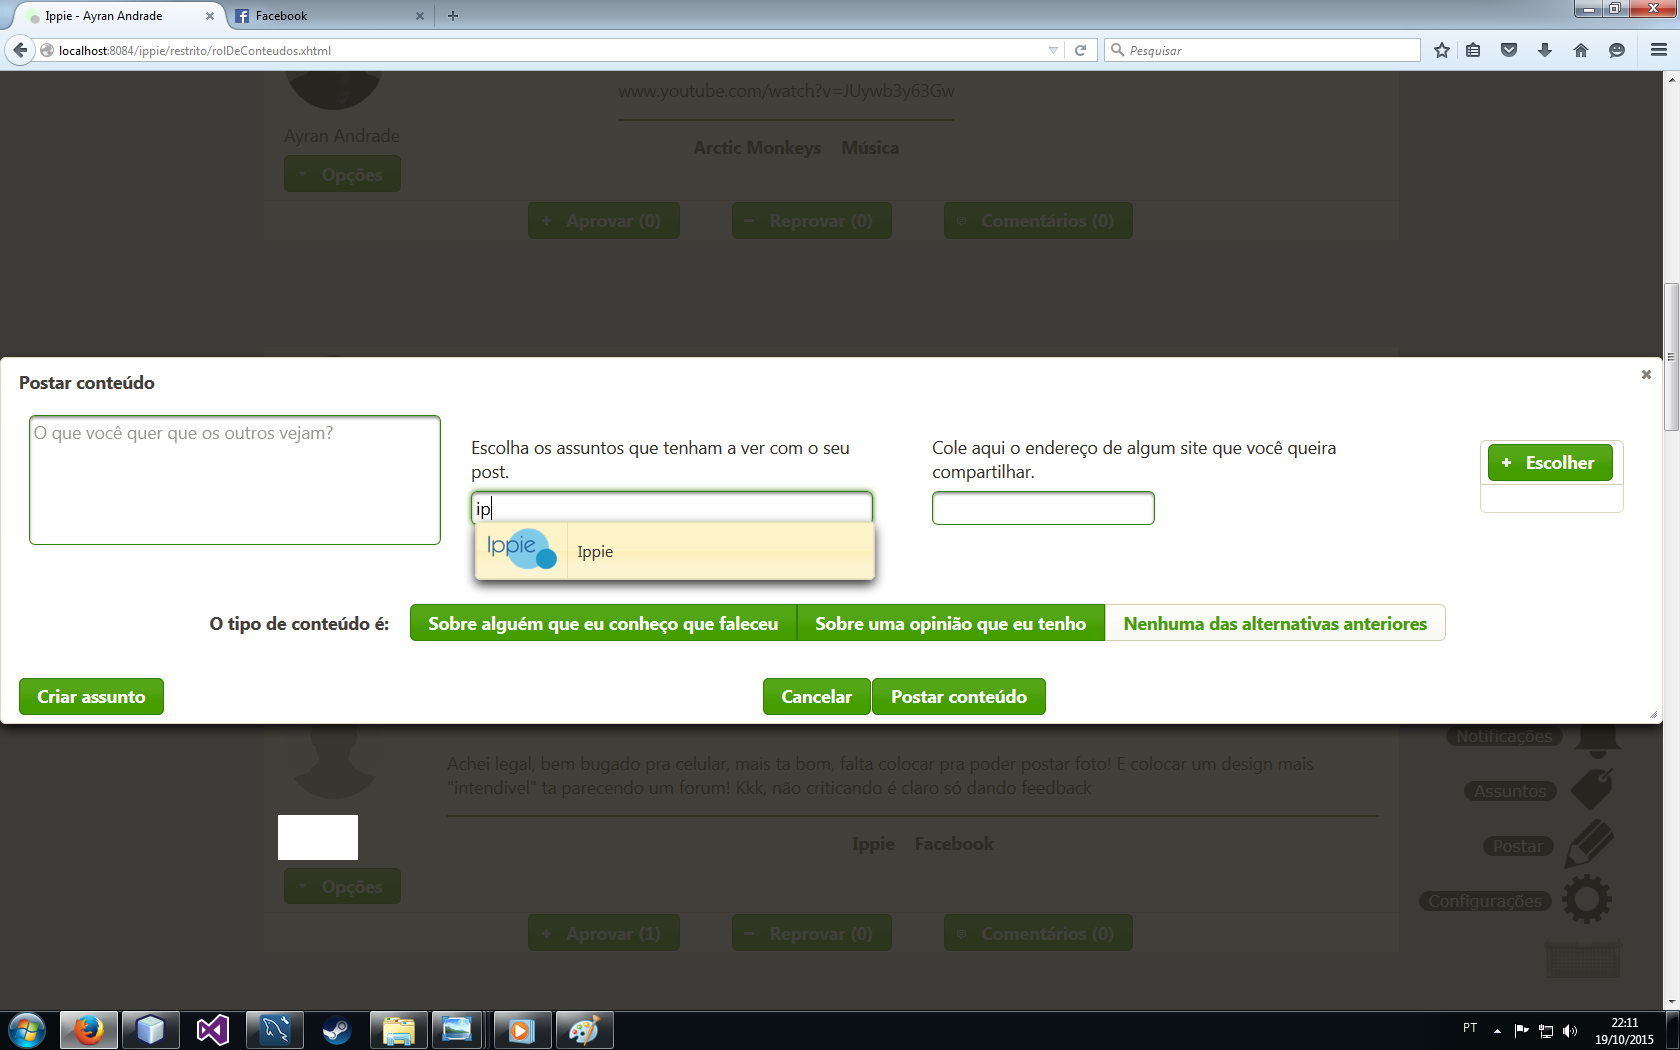 Ippie - Ayran Andrade
Facebook
localhost:8084/ippie/restrito/rolDeConteudos.xhtml
Pesquisar
www.youtube.com/watch?v=JUywb3y63Gw
Ayran Andrade
Arctic Monkeys Música
Opções
Aprovar (0) Reprovar (0) Comentários (0)
Postar conteúdo
O que você quer que os outros vejam?
Escolha os assuntos que tenham a ver com o seu
post.
ip
Ippie Ippie
Cole aqui o endereço de algum site que você queira
compartilhar.
Escolher
O tipo de conteúdo é: Sobre alguém que eu conheço que faleceu Sobre uma opinião que eu tenho Nenhuma das alternativas anteriores
Criar assunto Cancelar Postar conteúdo
Notificações
Achei legal, bem bugado pra celular, mais ta bom, falta colocar pra poder postar foto! E colocar um design mais
"intendivel" ta parecendo um forum! Kkk, não criticando é claro só dando feedback
Assuntos
Ippie Facebook
Postar
Opções
Configurações
Aprovar (1) Reprovar (0) Comentários (0)
PT
22:11
19/10/2015